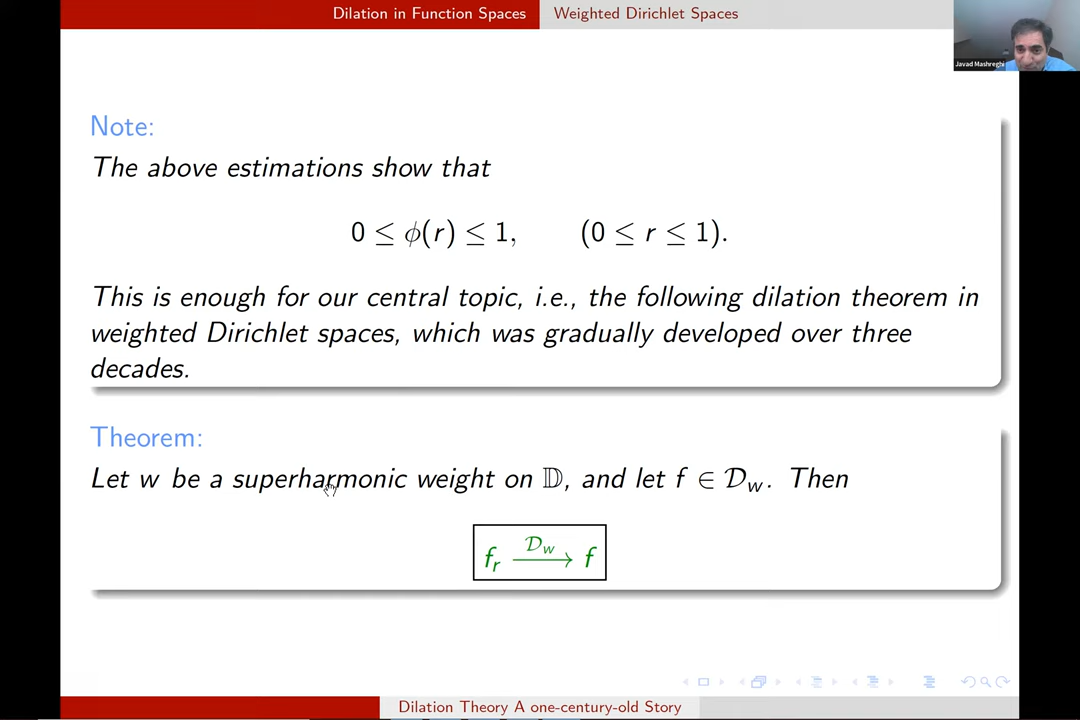 Dilation in Function Spaces Weighted Dirichlet Spaces
Javad Mashreghi
Note:
The above estimations show that
0 ≤ ϕ(r) ≤ 1, (0 ≤ r ≤ 1).
This is enough for our central topic, i.e., the following dilation theorem in
weighted Dirichlet spaces, which was gradually developed over three
decades.
Theorem:
Let w be a superharmonic weight on 𝔻, and let f ∈ 𝒟_w. Then
f_r \xrightarrow{𝒟_w} f
Dilation Theory A one-century-old Story